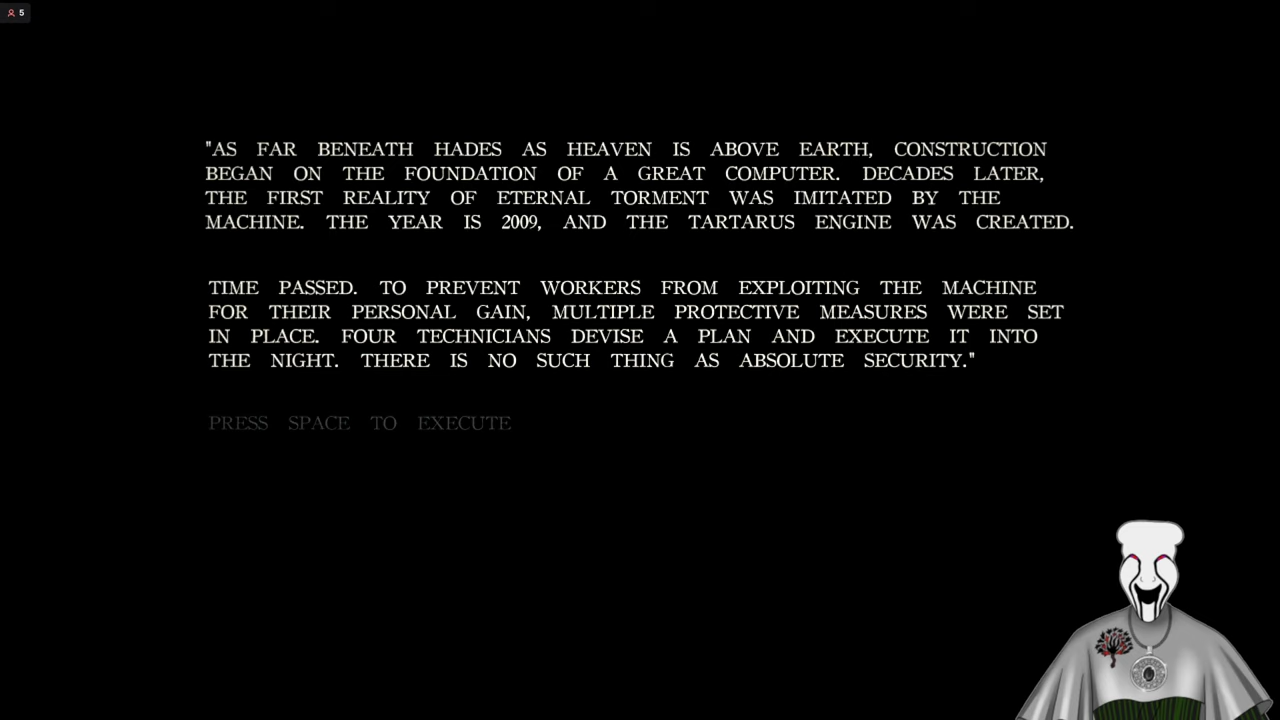 5
"AS FAR BENEATH HADES AS HEAVEN IS ABOVE EARTH, CONSTRUCTION
BEGAN ON THE FOUNDATION OF A GREAT COMPUTER. DECADES LATER,
THE FIRST REALITY OF ETERNAL TORMENT WAS IMITATED BY THE
MACHINE. THE YEAR IS 2009, AND THE TARTARUS ENGINE WAS CREATED.
TIME PASSED. TO PREVENT WORKERS FROM EXPLOITING THE MACHINE
FOR THEIR PERSONAL GAIN, MULTIPLE PROTECTIVE MEASURES WERE SET
IN PLACE. FOUR TECHNICIANS DEVISE A PLAN AND EXECUTE IT INTO
THE NIGHT. THERE IS NO SUCH THING AS ABSOLUTE SECURITY."
PRESS SPACE TO EXECUTE